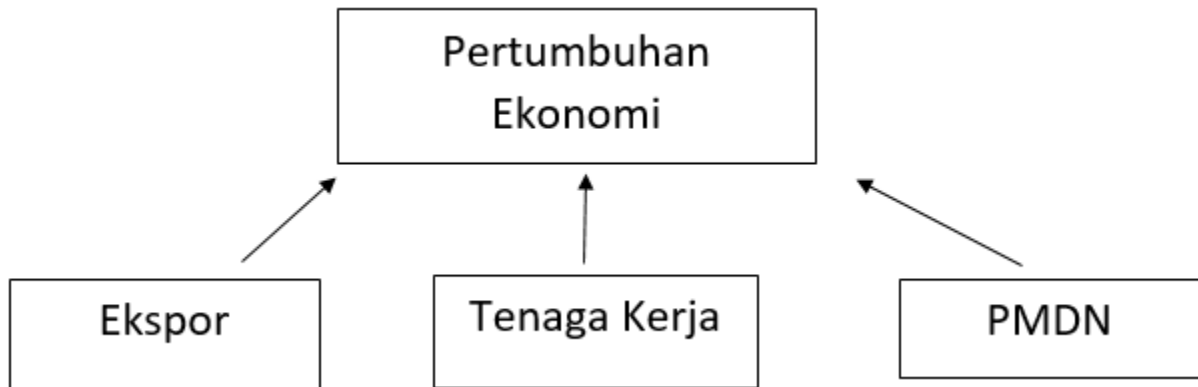 Pertumbuhan
Ekonomi
Ekspor
Tenaga Kerja
PMDN